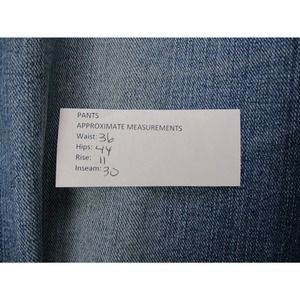 PANTS
APPROXIMATE MEASUREMENTS
Waist: 36
Hips: 44
Rise: 11
Inseam: 30